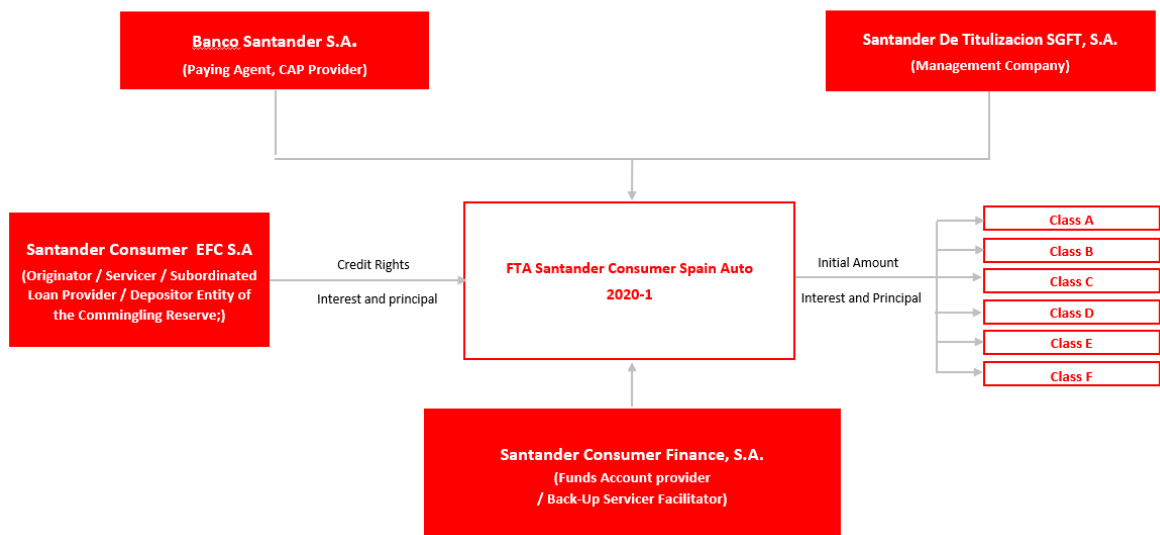 Banco Santander S.A.
(Paying Agent, CAP Provider)
Santander De Titulizacion SGFT, S.A.
(Management Company)
Santander Consumer EFC S.A
(Originator / Servicer / Subordinated
Loan Provider / Depositor Entity of
the Commingling Reserve;)
Credit Rights
Interest and principal
FTA Santander Consumer Spain Auto
2020-1
Initial Amount
Interest and Principal
Class A
Class B
Class C
Class D
Class E
Class F
Santander Consumer Finance, S.A.
(Funds Account provider
/ Back-Up Servicer Facilitator)